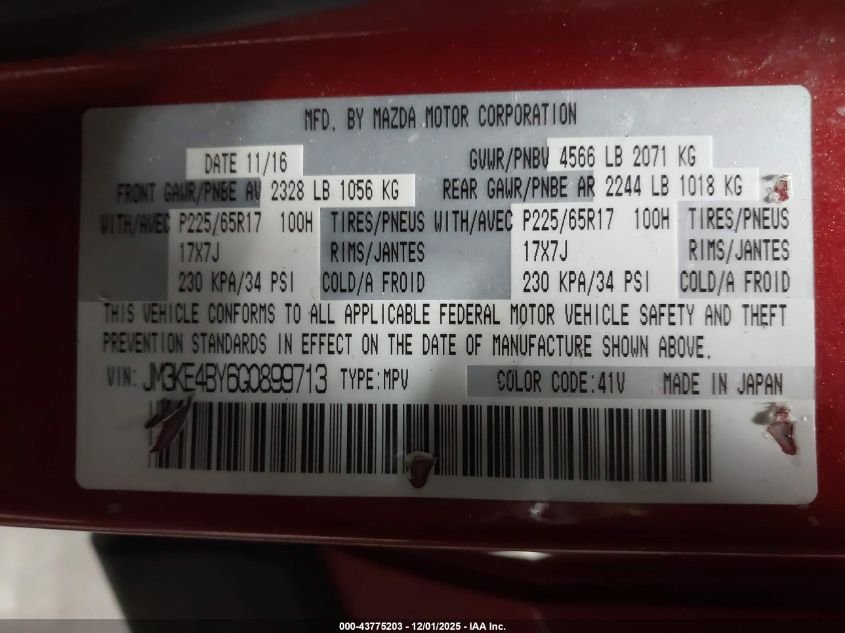 MFD. BY MAZDA MOTOR CORPORATION
DATE 11/16 GVWR/PNBV 4566 LB 2071 KG
FRONT GAWR/PNBE AV 2328 LB 1056 KG REAR GAWR/PNBE AR 2244 LB 1018 KG
WITH/AVEC P225/65R17 100H TIRES/PNEUS WITH/AVEC P225/65R17 100H TIRES/PNEUS
17X7J RIMS/JANTES 17X7J RIMS/JANTES
230 KPA/34 PSI COLD/A FROID 230 KPA/34 PSI COLD/A FROID
THIS VEHICLE CONFORMS TO ALL APPLICABLE FEDERAL MOTOR VEHICLE SAFETY AND THEFT
PREVENTION STANDARDS IN EFFECT ON THE DATE OF MANUFACTURE SHOWN ABOVE.
VIN: JM3KE4BY6G0899713 TYPE:MPV COLOR CODE:41V MADE IN JAPAN
000-43775203 - 12/01/2025 - IAA Inc.